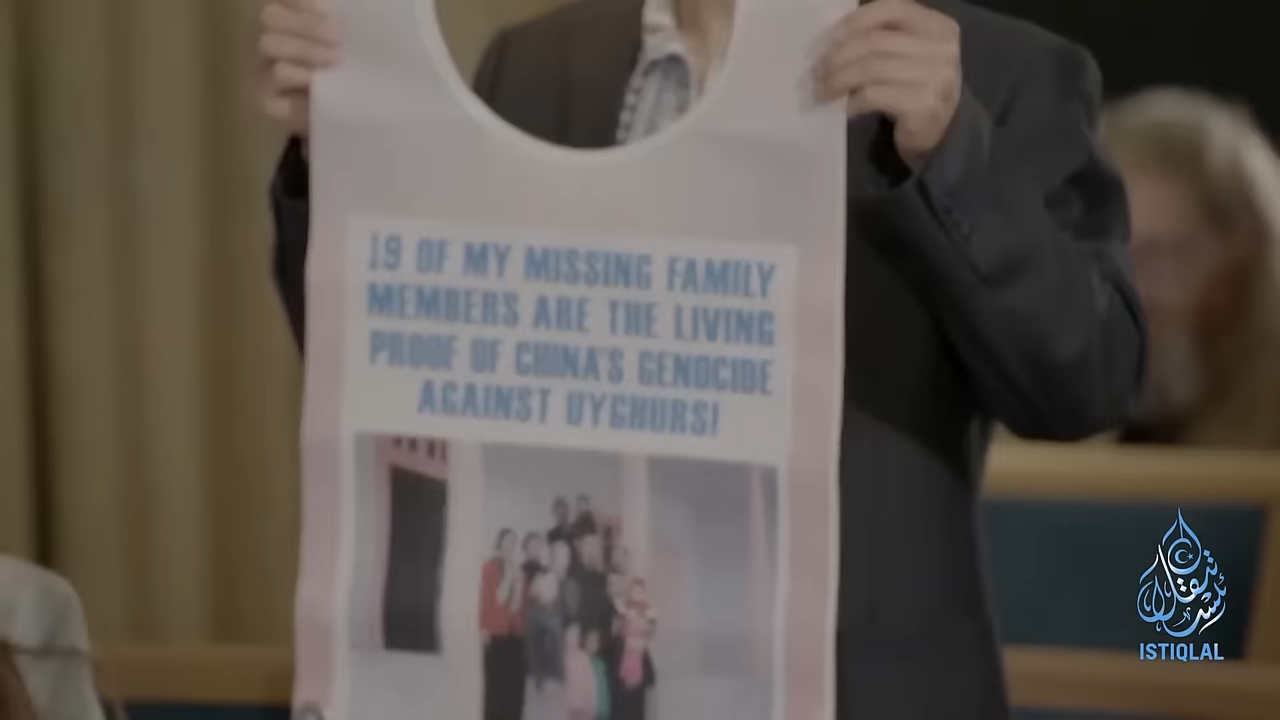 19 OF MY MISSING FAMILY
MEMBERS ARE THE LIVING
PROOF OF CHINA'S GENOCIDE
AGAINST UYGHURS!
ISTIQLAL